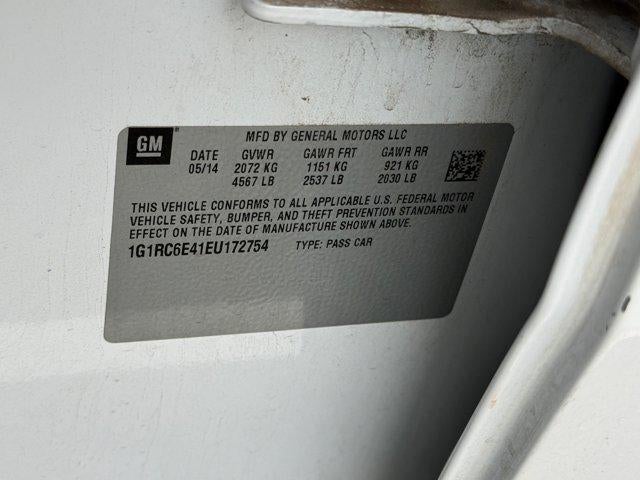 GM
MFD BY GENERAL MOTORS LLC
DATE GVWR GAWR FRT GAWR RR
05/14 2072 KG 1151 KG 921 KG
4567 LB 2537 LB 2030 LB
THIS VEHICLE CONFORMS TO ALL APPLICABLE U.S. FEDERAL MOTOR
VEHICLE SAFETY, BUMPER, AND THEFT PREVENTION STANDARDS IN
EFFECT ON THE DATE OF MANUFACTURE SHOWN ABOVE.
1G1RC6E41EU172754 TYPE: PASS CAR